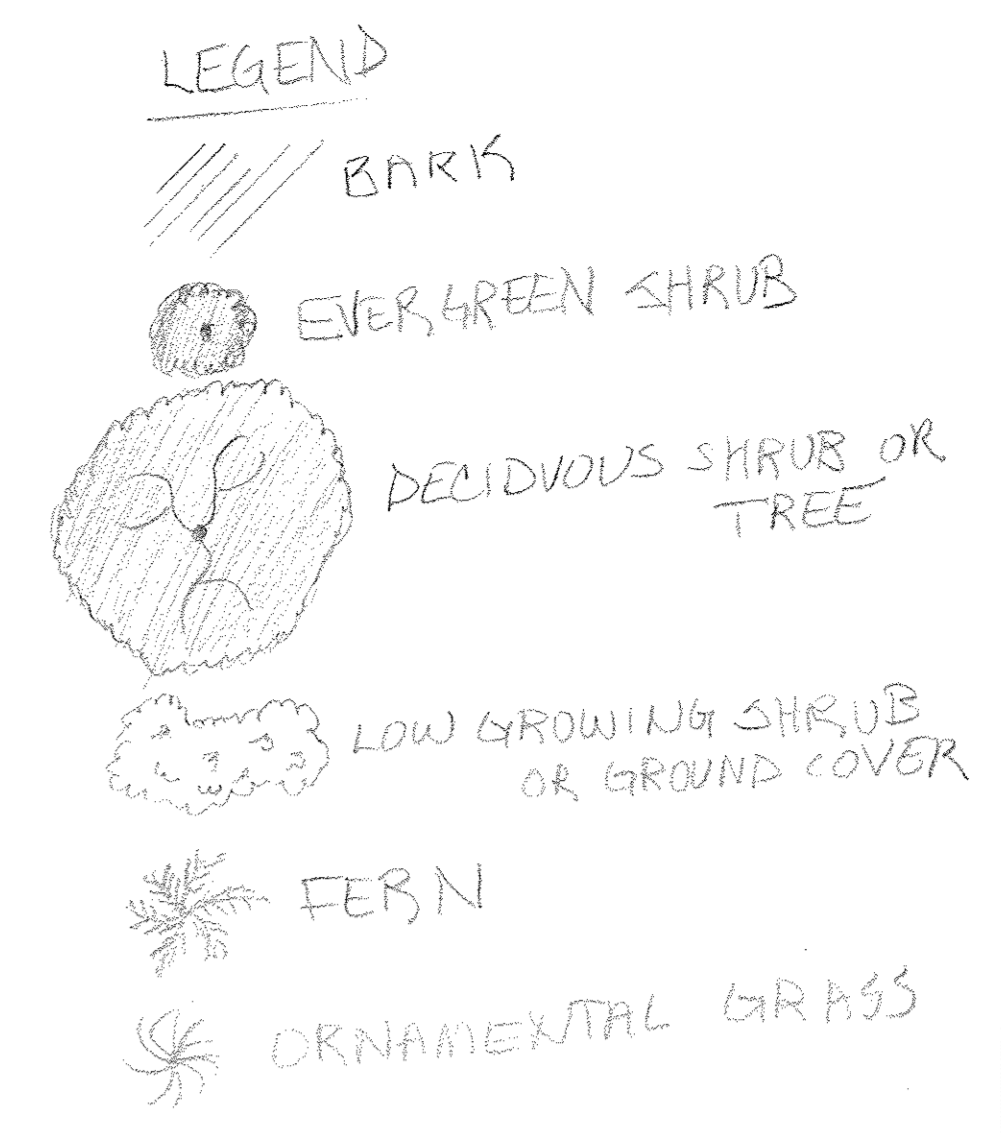 LEGEND
BARK
EVERGREEN SHRUB
DECIDUOUS SHRUB OR
TREE
LOW GROWING SHRUB
OR GROUND COVER
FERN
ORNAMENTAL GRASS